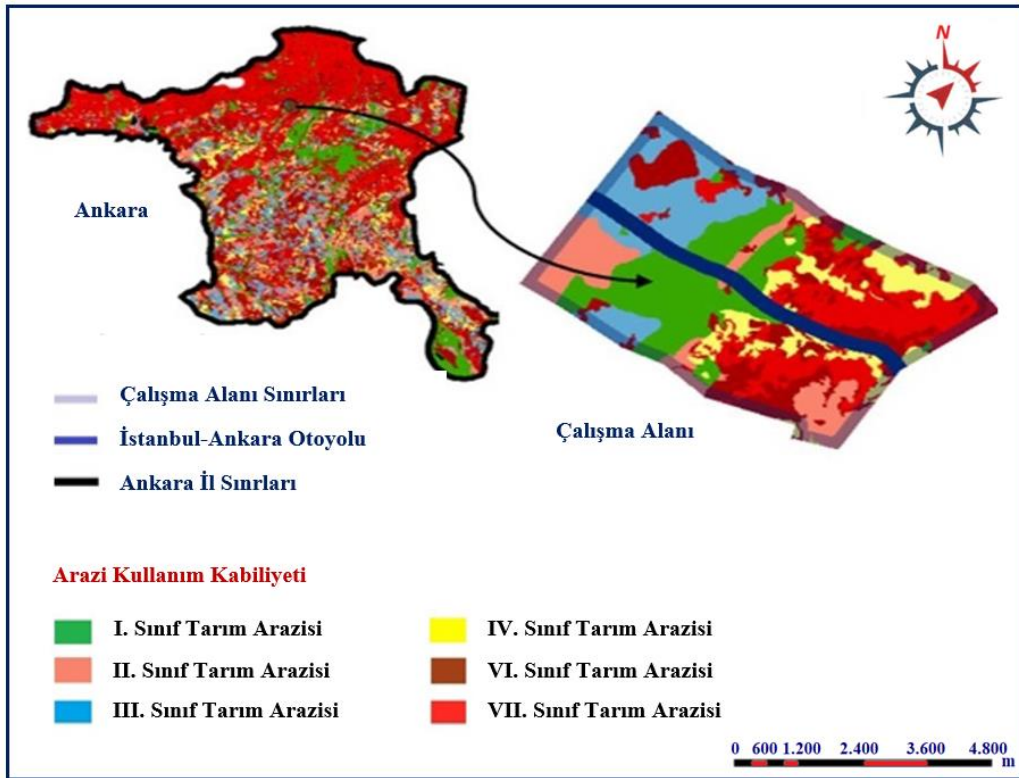 N
Ankara
Çalışma Alanı
Çalışma Alanı Sınırları
İstanbul-Ankara Otoyolu
Ankara İl Sınrları
Arazi Kullanım Kabiliyeti
I. Sınıf Tarım Arazisi
II. Sınıf Tarım Arazisi
III. Sınıf Tarım Arazisi
IV. Sınıf Tarım Arazisi
VI. Sınıf Tarım Arazisi
VII. Sınıf Tarım Arazisi
0 600 1.200 2.400 3.600 4.800
m